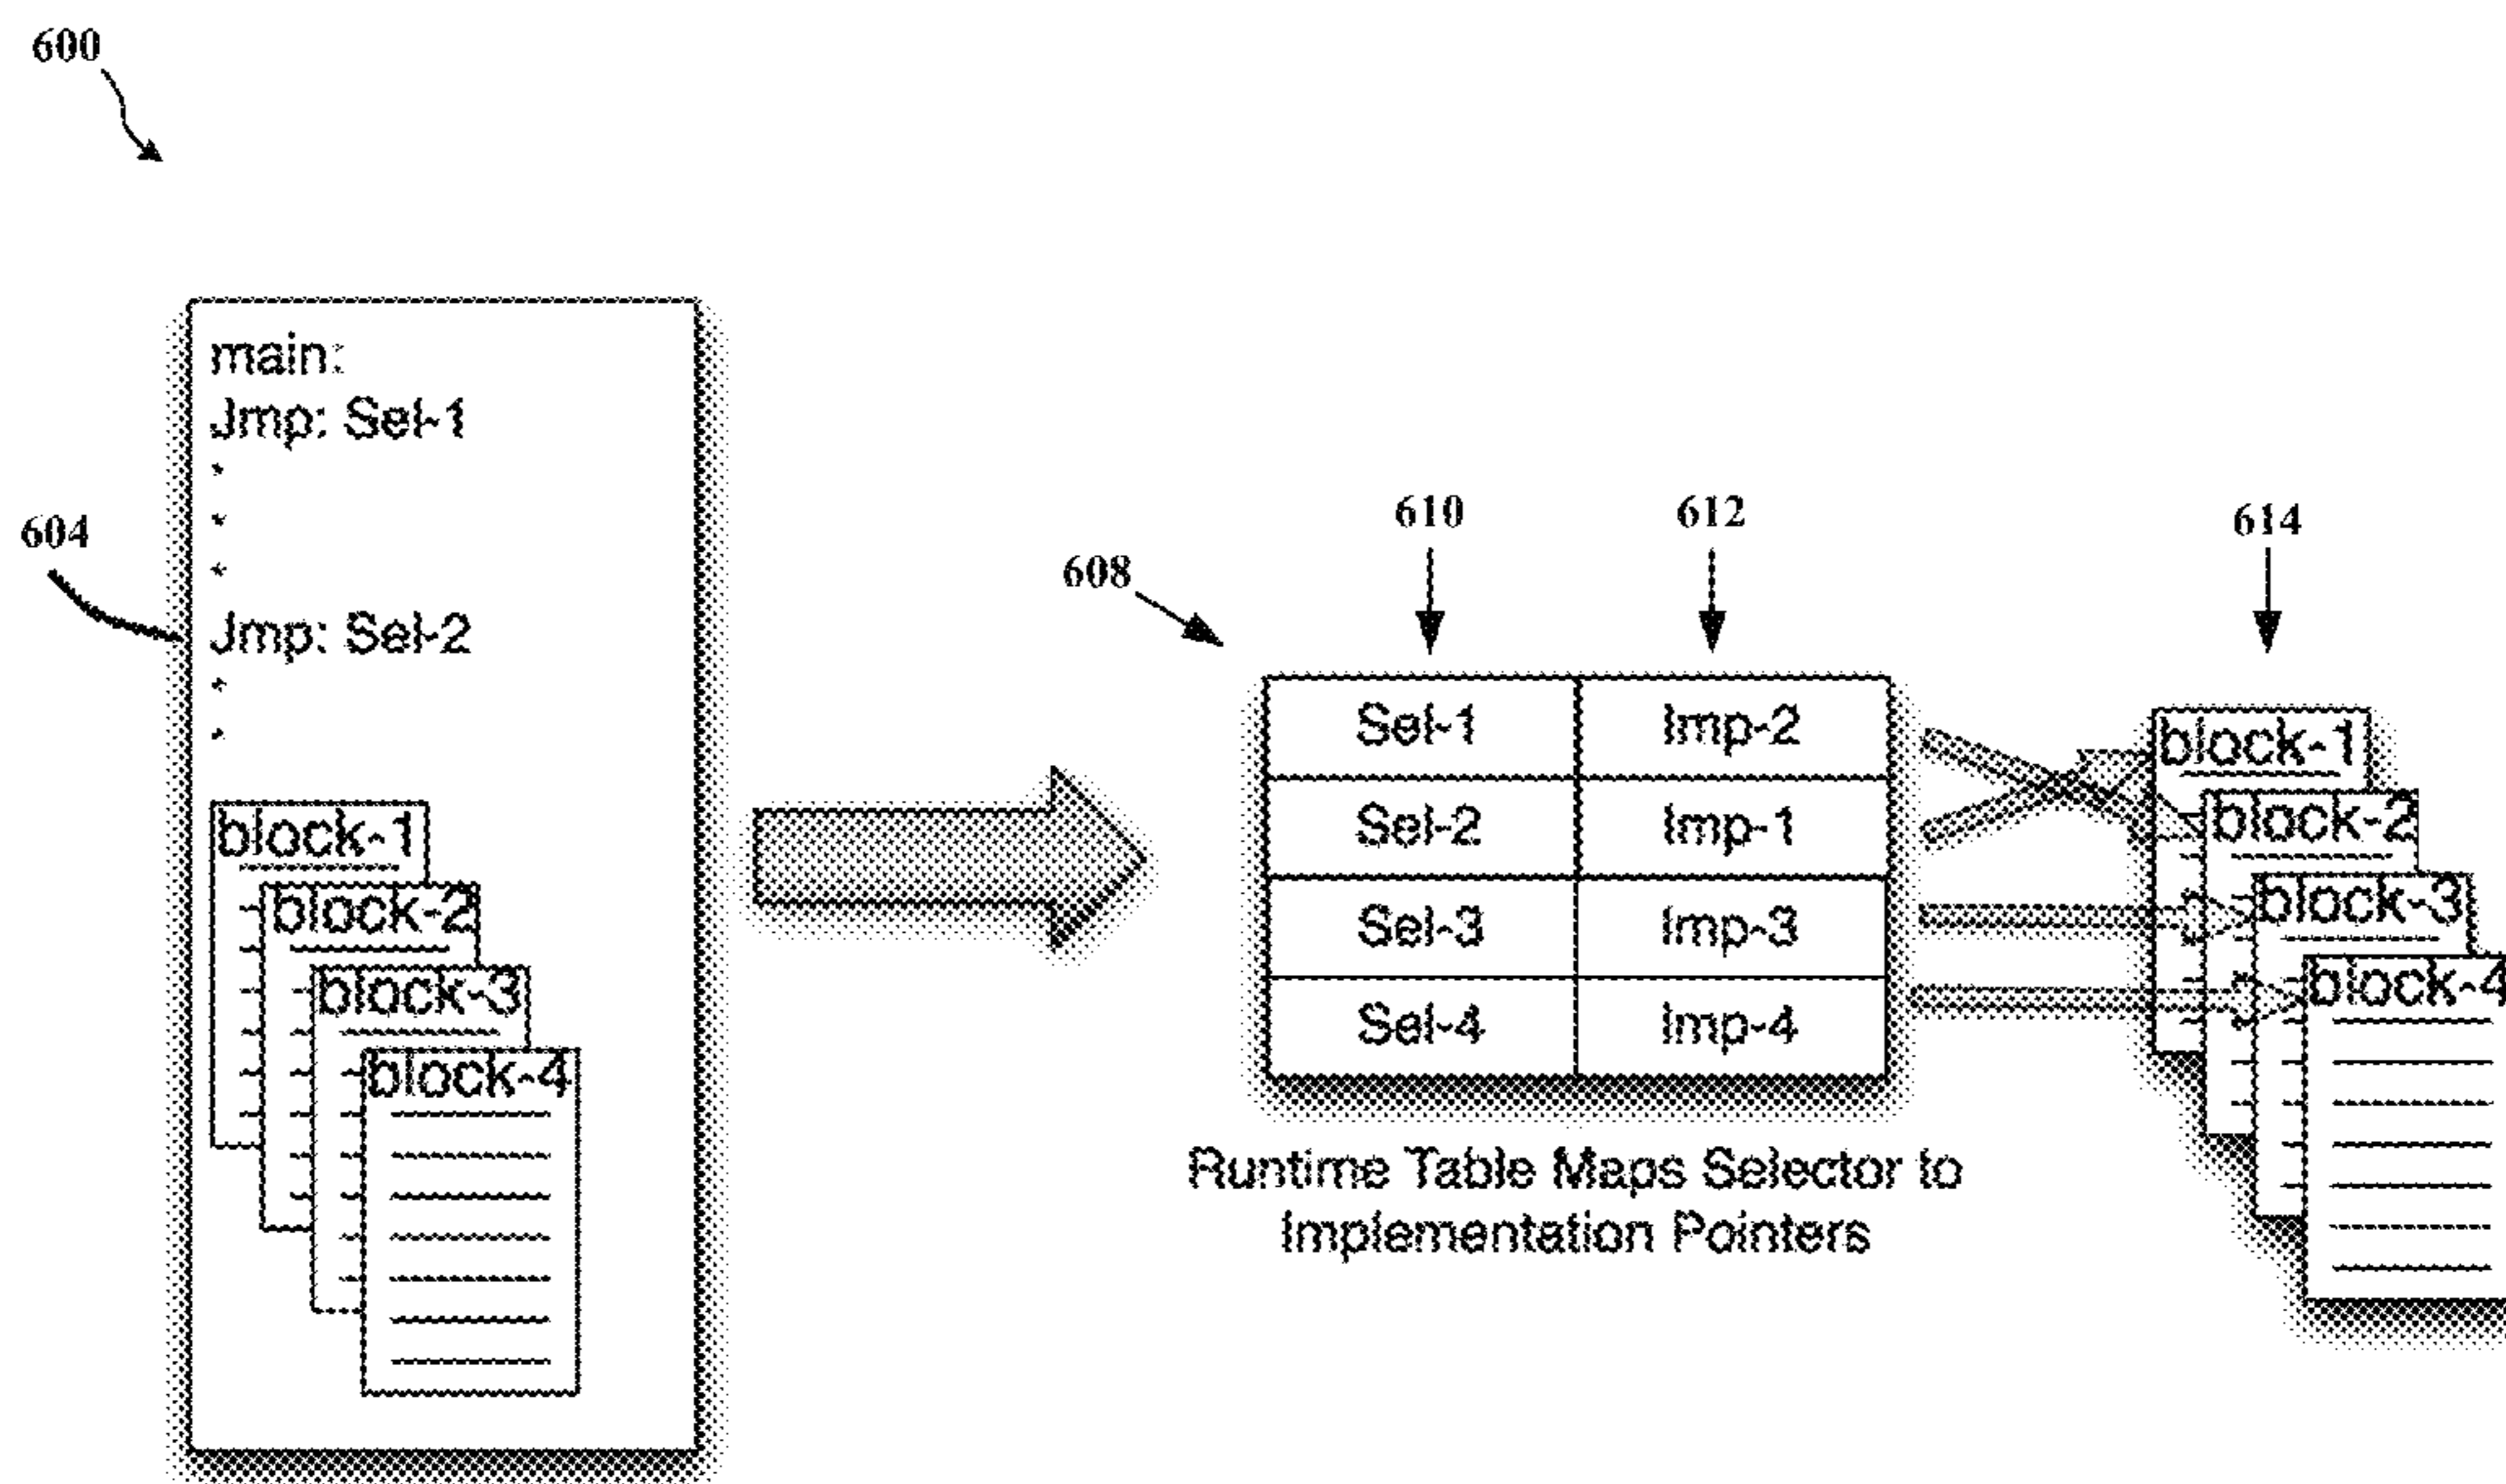 600
604
main:
Jmp: Sel-1
*
*
*
Jmp: Sel-2
*
*
block-1
block-2
block-3
block-4
608
610
612
614
Sel-1 Imp-2
Sel-2 Imp-1
Sel-3 Imp-3
Sel-4 Imp-4
Runtime Table Maps Selector to
Implementation Pointers
block-1
block-2
block-3
block-4